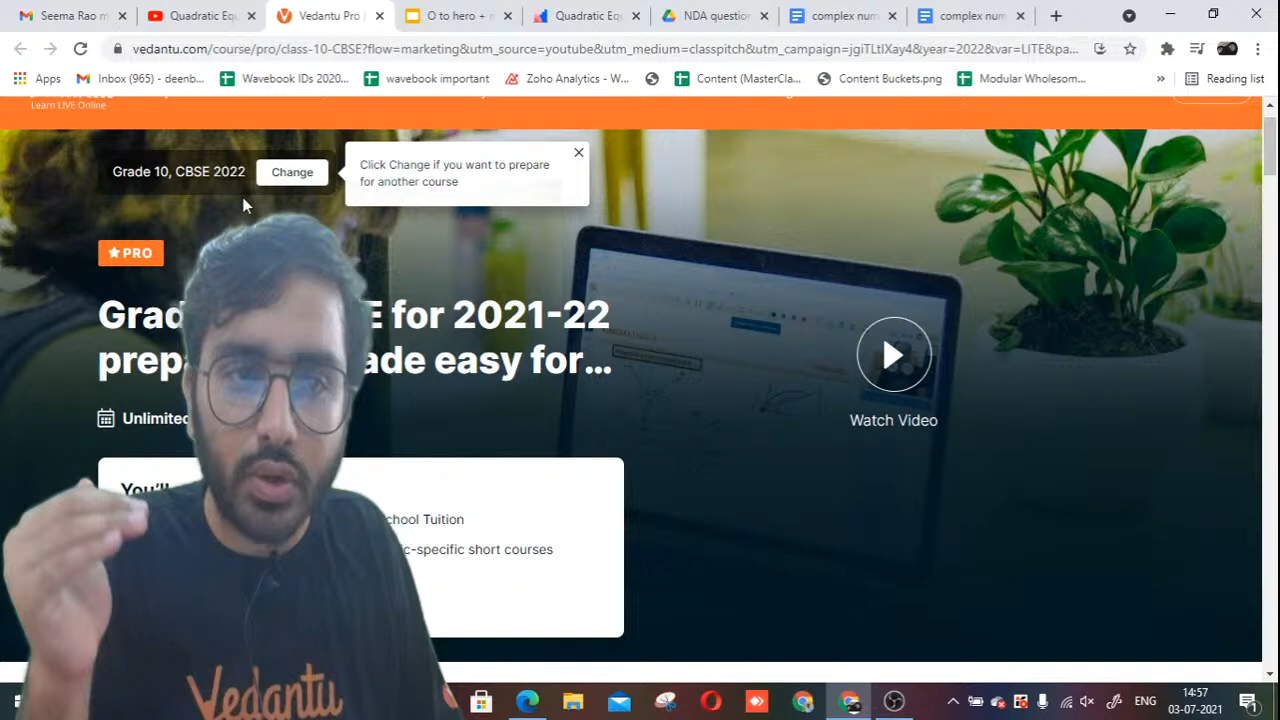 Seema Rao m
Quadratic Equ
Vedantu Pro |
O to hero + m
Quadratic Equ
NDA question
complex num
complex num
vedantu.com/course/pro/class-10-CBSE?flow=marketing&utm_source=youtube&utm_medium=classpitch&utm_campaign=jgiTLtlXay4&year=2022&var=LITE&pa...
Apps
Inbox (965) - deenb...
Wavebook IDs 2020...
wavebook important
Zoho Analytics - W...
Content (MasterCla...
Content Buckets.png
Modular Wholesom...
»
Reading list
Learn LIVE Online
Grade 10, CBSE 2022
Change
Click Change if you want to prepare
for another course
PRO
Grad E for 2021-22
prep ade easy for...
Unlimited
Watch Video
You'll
chool Tuition
c-specific short courses
Vedantu
ENG
14:57
03-07-2021
1